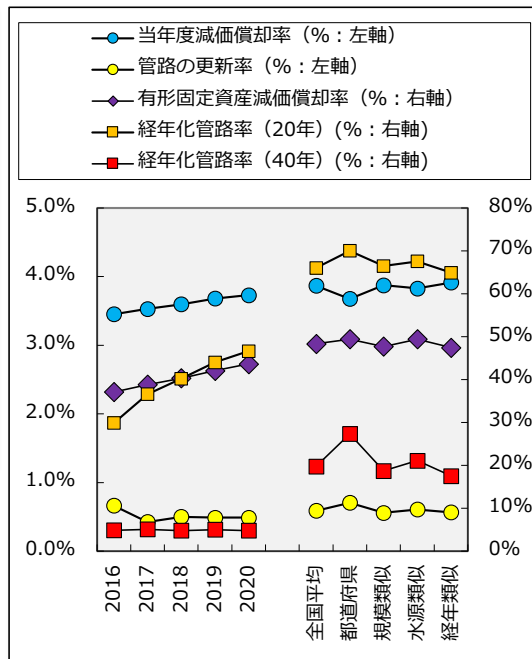 当年度減価償却率（%：左軸）
管路の更新率（%：左軸）
有形固定資産減価償却率（%：右軸）
経年化管路率（20年）(%：右軸)
経年化管路率（40年）(%：右軸)
5.0%
4.0%
3.0%
2.0%
1.0%
0.0%
80%
70%
60%
50%
40%
30%
20%
10%
0%
2016
2017
2018
2019
2020
全国平均
都道府県
規模類似
水源類似
経年類似